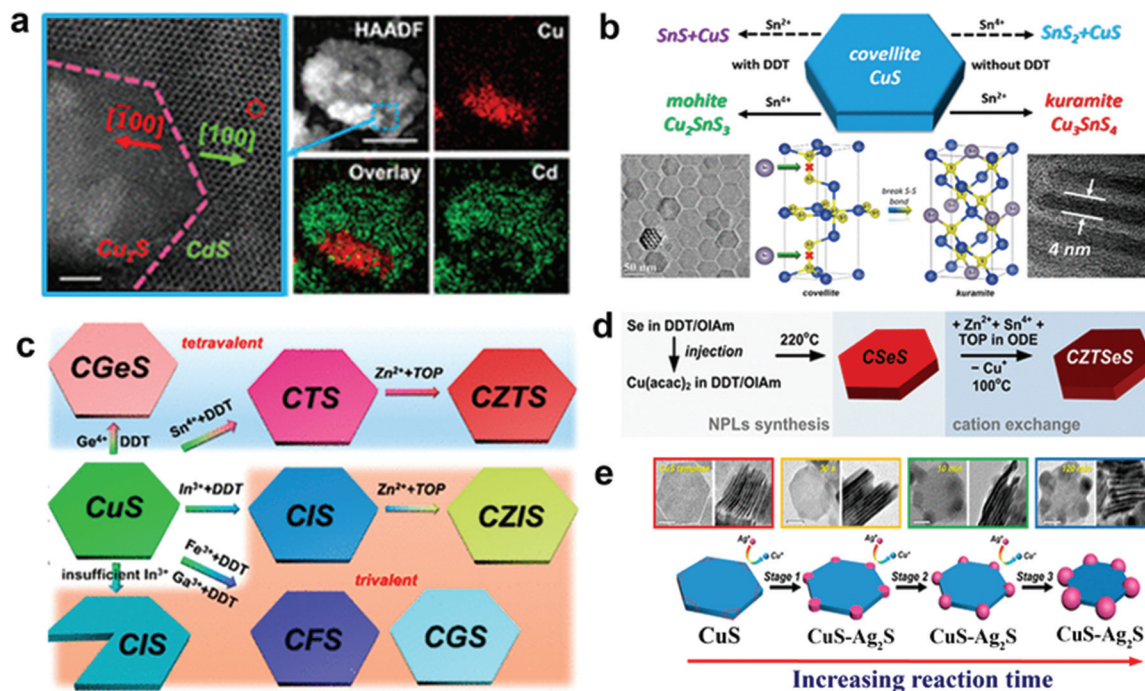 a
HAADF
Cu
[1̄00]
[100]
Cu₂S
CdS
Overlay
Cd
b
Sn²⁺
Sn⁴⁺
SnS+CuS
covellite
CuS
SnS₂+CuS
with DDT
without DDT
mohite
Cu₂SnS₃
Sn⁴⁺
Sn²⁺
kuramite
Cu₃SnS₄
50 nm
break S-S
bond
4 nm
covellite
kuramite
c
CGeS
tetravalent
CTS
Zn²⁺+TOP
CZTS
Sn⁴⁺+DDT
Ge⁴⁺
DDT
CuS
In³⁺+DDT
CIS
Zn²⁺+TOP
CZIS
Fe³⁺+DDT
Ga³⁺+DDT
insufficient In³⁺
trivalent
CIS
CFS
CGS
d
Se in DDT/OlAm
injection
Cu(acac)₂ in DDT/OlAm
220°C
CSeS
+ Zn²⁺ + Sn⁴⁺ +
TOP in ODE
− Cu⁺
100°C
CZTSeS
NPLs synthesis
cation exchange
e
CuS template
120 min
Ag⁺
Cu⁺
Ag⁺
Cu⁺
Ag⁺
Cu⁺
Stage 1
Stage 2
Stage 3
CuS
CuS-Ag₂S
CuS-Ag₂S
CuS-Ag₂S
Increasing reaction time